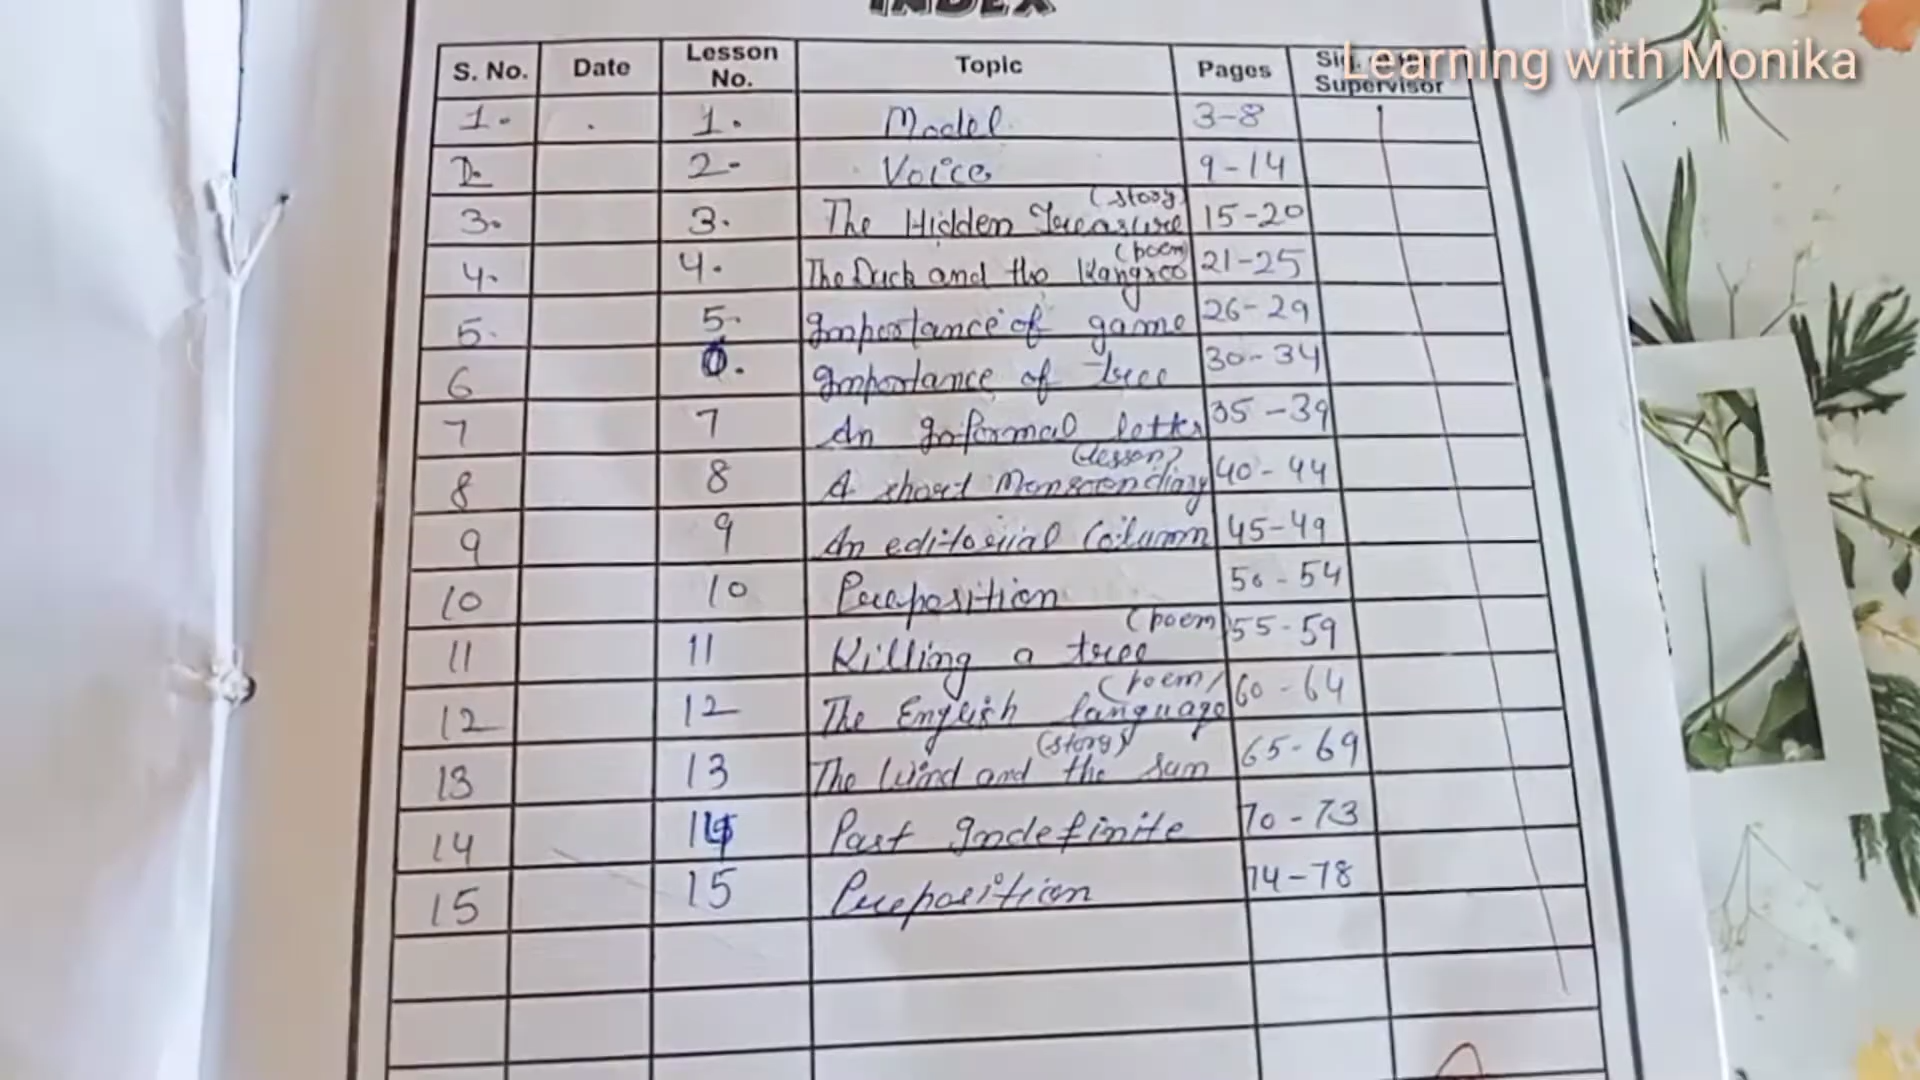 INDEX
Learning with Monika
S. No. Date Lesson No. Topic Pages Supervisor
1. 1. Model 3-8
2. 2- Voice 9-14
3. 3. The Hidden Treasure (story) 15-20
4. 4. The Duck and the Kangroo (poem) 21-25
5. 5. Importance of game 26-29
6 Importance of tree 30-34
7 7 An Informal letter 35-39
8 8 A short Monsoon diary (lesson) 40-44
9 9 An editorial Column 45-49
10 10 Preposition 50-54
11 11 Killing a tree (poem) 55-59
12 12 The English language (poem) 60-64
13 13 The Wind and the sun (story) 65-69
14 14 Past Indefinite 70-73
15 15 Preposition 74-78